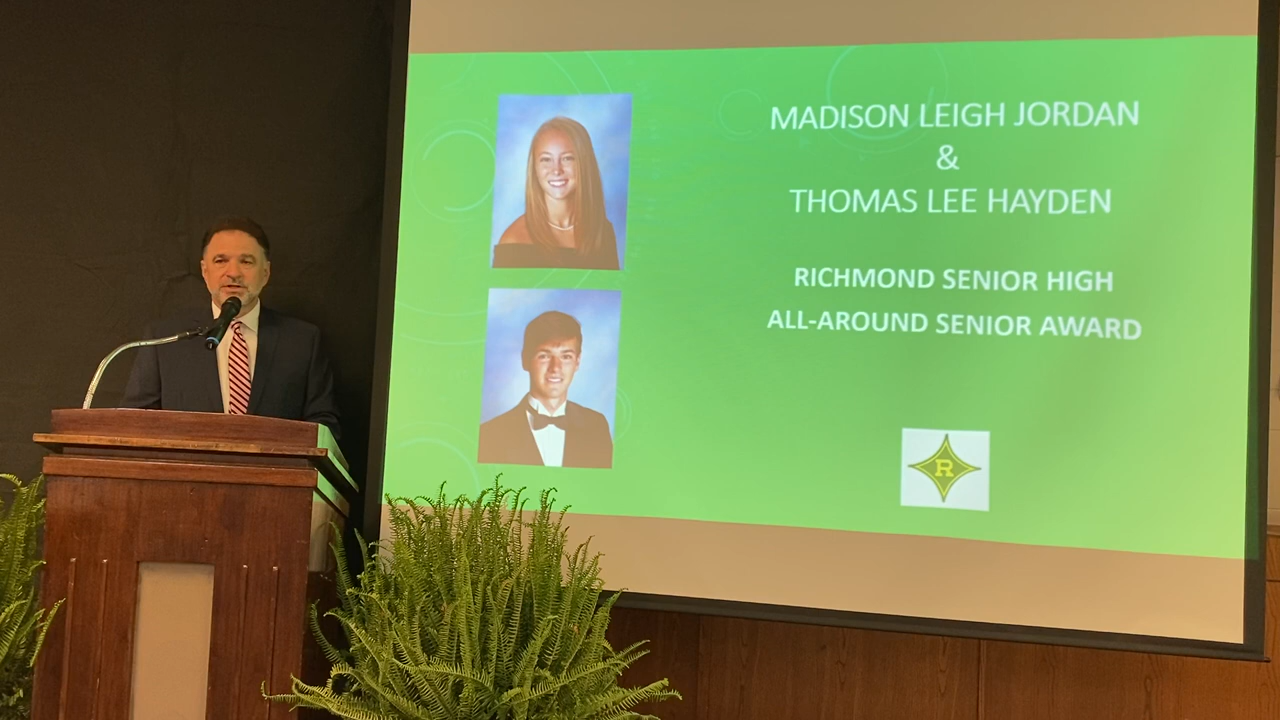 MADISON LEIGH JORDAN
&
THOMAS LEE HAYDEN
RICHMOND SENIOR HIGH
ALL-AROUND SENIOR AWARD
R